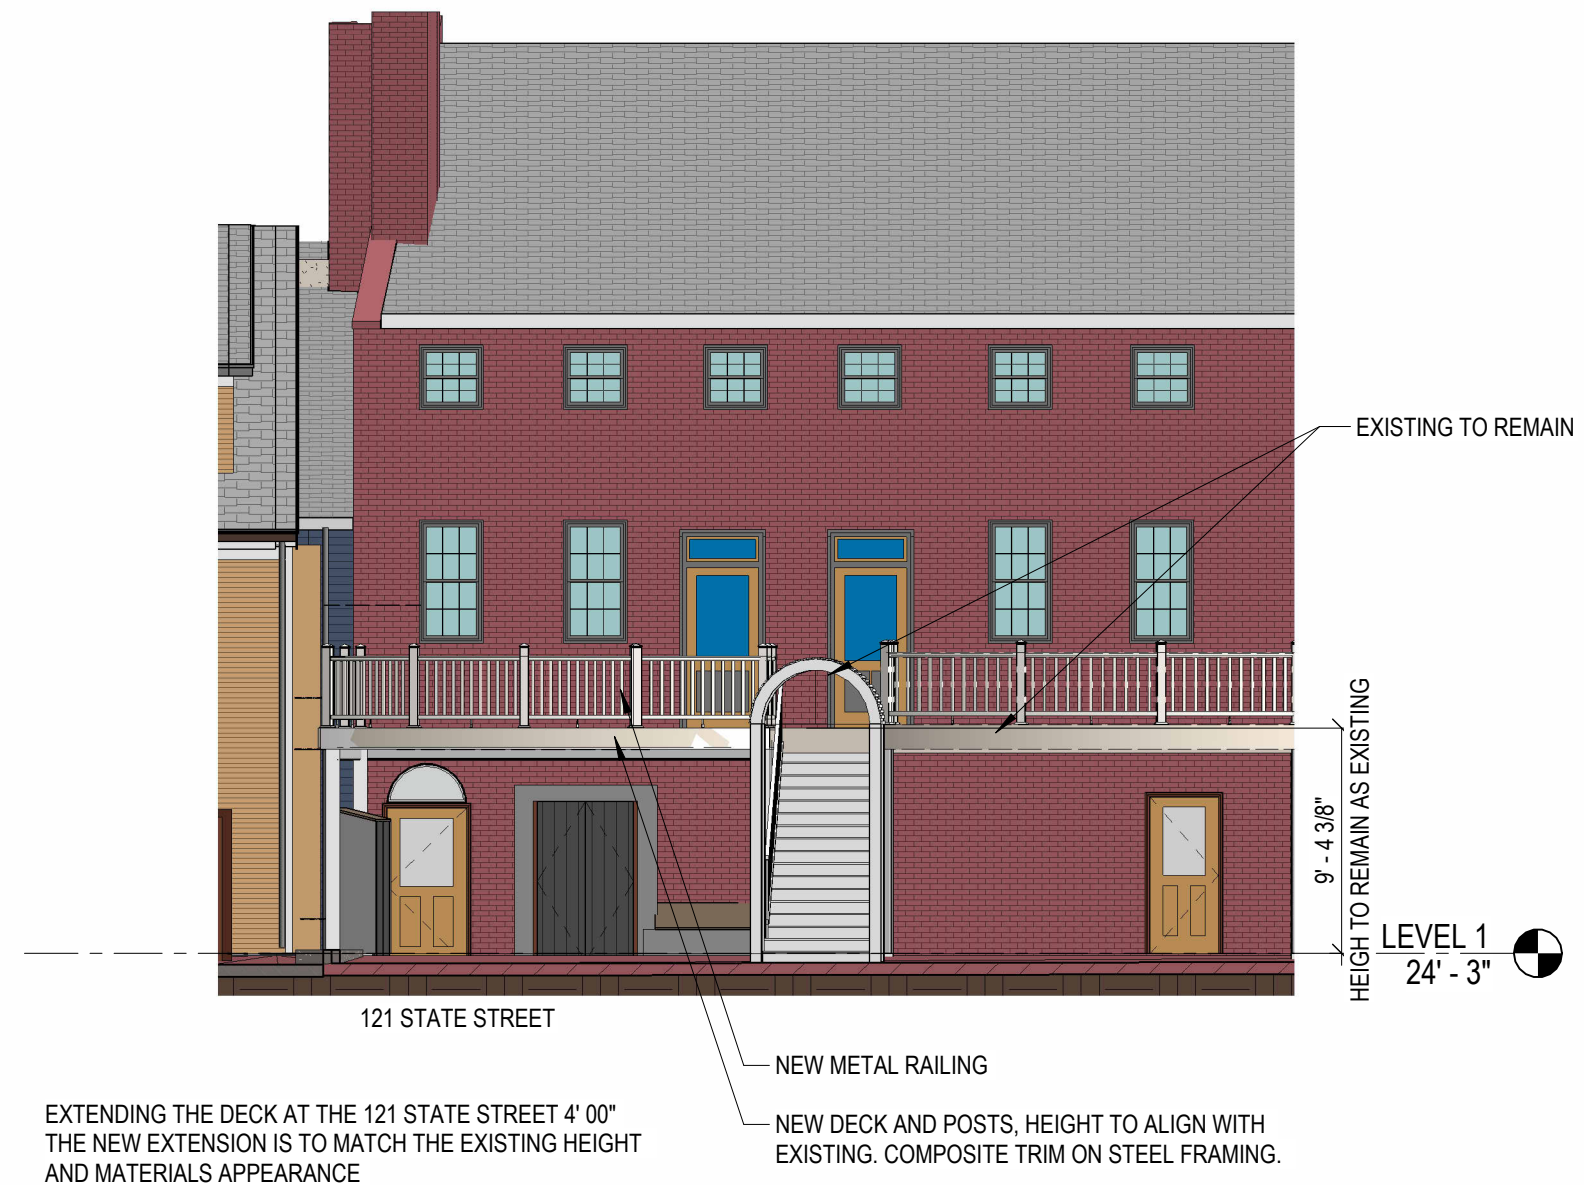 EXISTING TO REMAIN
9' - 4 3/8"
HEIGH TO REMAIN AS EXISTING
LEVEL 1
24' - 3"
121 STATE STREET
NEW METAL RAILING
NEW DECK AND POSTS, HEIGHT TO ALIGN WITH
EXISTING. COMPOSITE TRIM ON STEEL FRAMING.
EXTENDING THE DECK AT THE 121 STATE STREET 4' 00"
THE NEW EXTENSION IS TO MATCH THE EXISTING HEIGHT
AND MATERIALS APPEARANCE